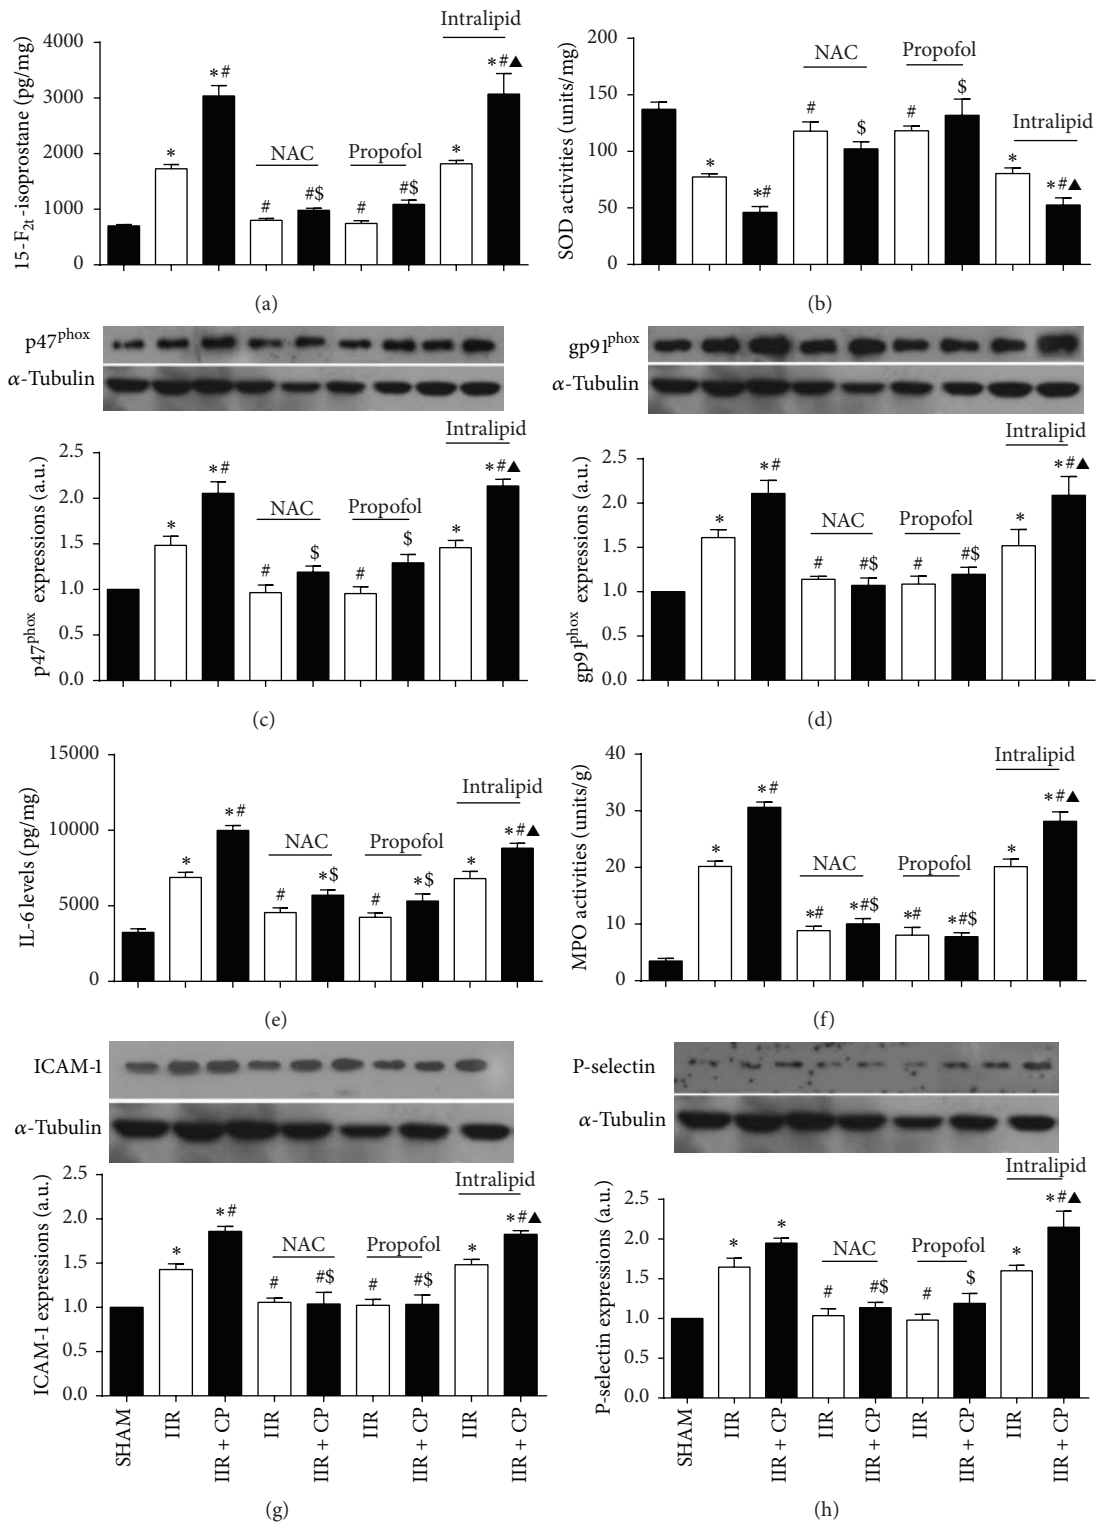 Intralipid
15-F2t-isoprostane (pg/mg)
4000
3000
2000
1000
0
NAC
Propofol
* *# # #$ # #$ * *#▲
(a)
SOD activities (units/mg)
200
150
100
50
0
NAC
Propofol
Intralipid
* *# # $ # $ * *#▲
(b)
p47phox
α-Tubulin
p47phox expressions (a.u.)
2.5
2.0
1.5
1.0
0.5
0.0
NAC
Propofol
Intralipid
* *# # $ # $ * *#▲
(c)
gp91phox
α-Tubulin
gp91phox expressions (a.u.)
2.5
2.0
1.5
1.0
0.5
0.0
NAC
Propofol
Intralipid
* *# # #$ # #$ * *#▲
(d)
IL-6 levels (pg/mg)
15000
10000
5000
0
NAC
Propofol
Intralipid
* *# # *$ # *$ * *#▲
(e)
MPO activities (units/g)
40
30
20
10
0
NAC
Propofol
Intralipid
* *# *# *#$ *# *#$ * *#▲
(f)
ICAM-1
α-Tubulin
ICAM-1 expressions (a.u.)
2.5
2.0
1.5
1.0
0.5
0.0
NAC
Propofol
Intralipid
* *# # #$ # #$ * *#▲
SHAM
IIR
IIR + CP
IIR
IIR + CP
IIR
IIR + CP
IIR
IIR + CP
(g)
P-selectin
α-Tubulin
P-selectin expressions (a.u.)
2.5
2.0
1.5
1.0
0.5
0.0
NAC
Propofol
Intralipid
* * # #$ # $ * *#▲
SHAM
IIR
IIR + CP
IIR
IIR + CP
IIR
IIR + CP
IIR
IIR + CP
(h)